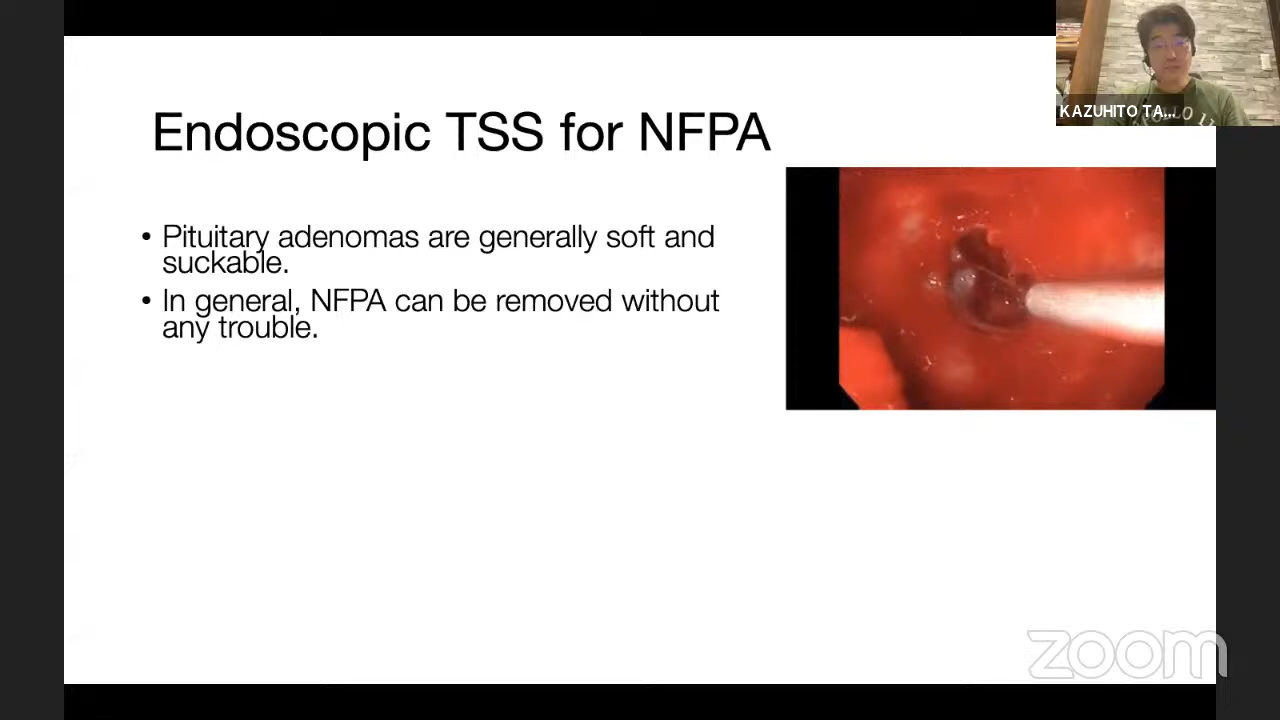 KAZUHITO TA...
Endoscopic TSS for NFPA
• Pituitary adenomas are generally soft and
suckable.
• In general, NFPA can be removed without
any trouble.
zoom